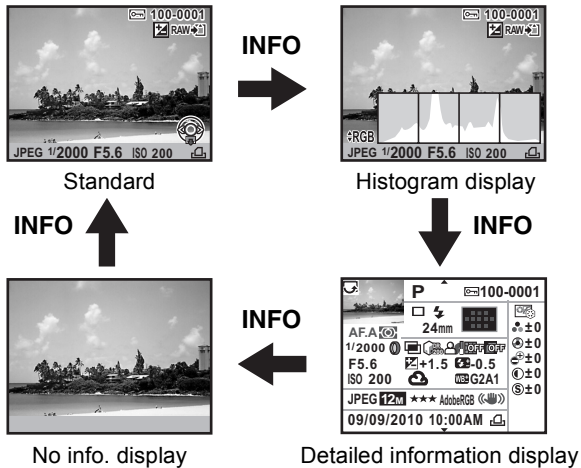 100-0001
RAW
JPEG 1/2000 F5.6 ISO 200
Standard
INFO
100-0001
RAW
RGB
JPEG 1/2000 F5.6 ISO 200
Histogram display
INFO
P 100-0001
24mm
AF.A
±0
1/2000 OFF OFF
±0
F5.6 +1.5 -0.5
±0
ISO 200 WB G2A1
±0
±0
JPEG 12M ★★★ AdobeRGB
09/09/2010 10:00AM
Detailed information display
INFO
No info. display
INFO